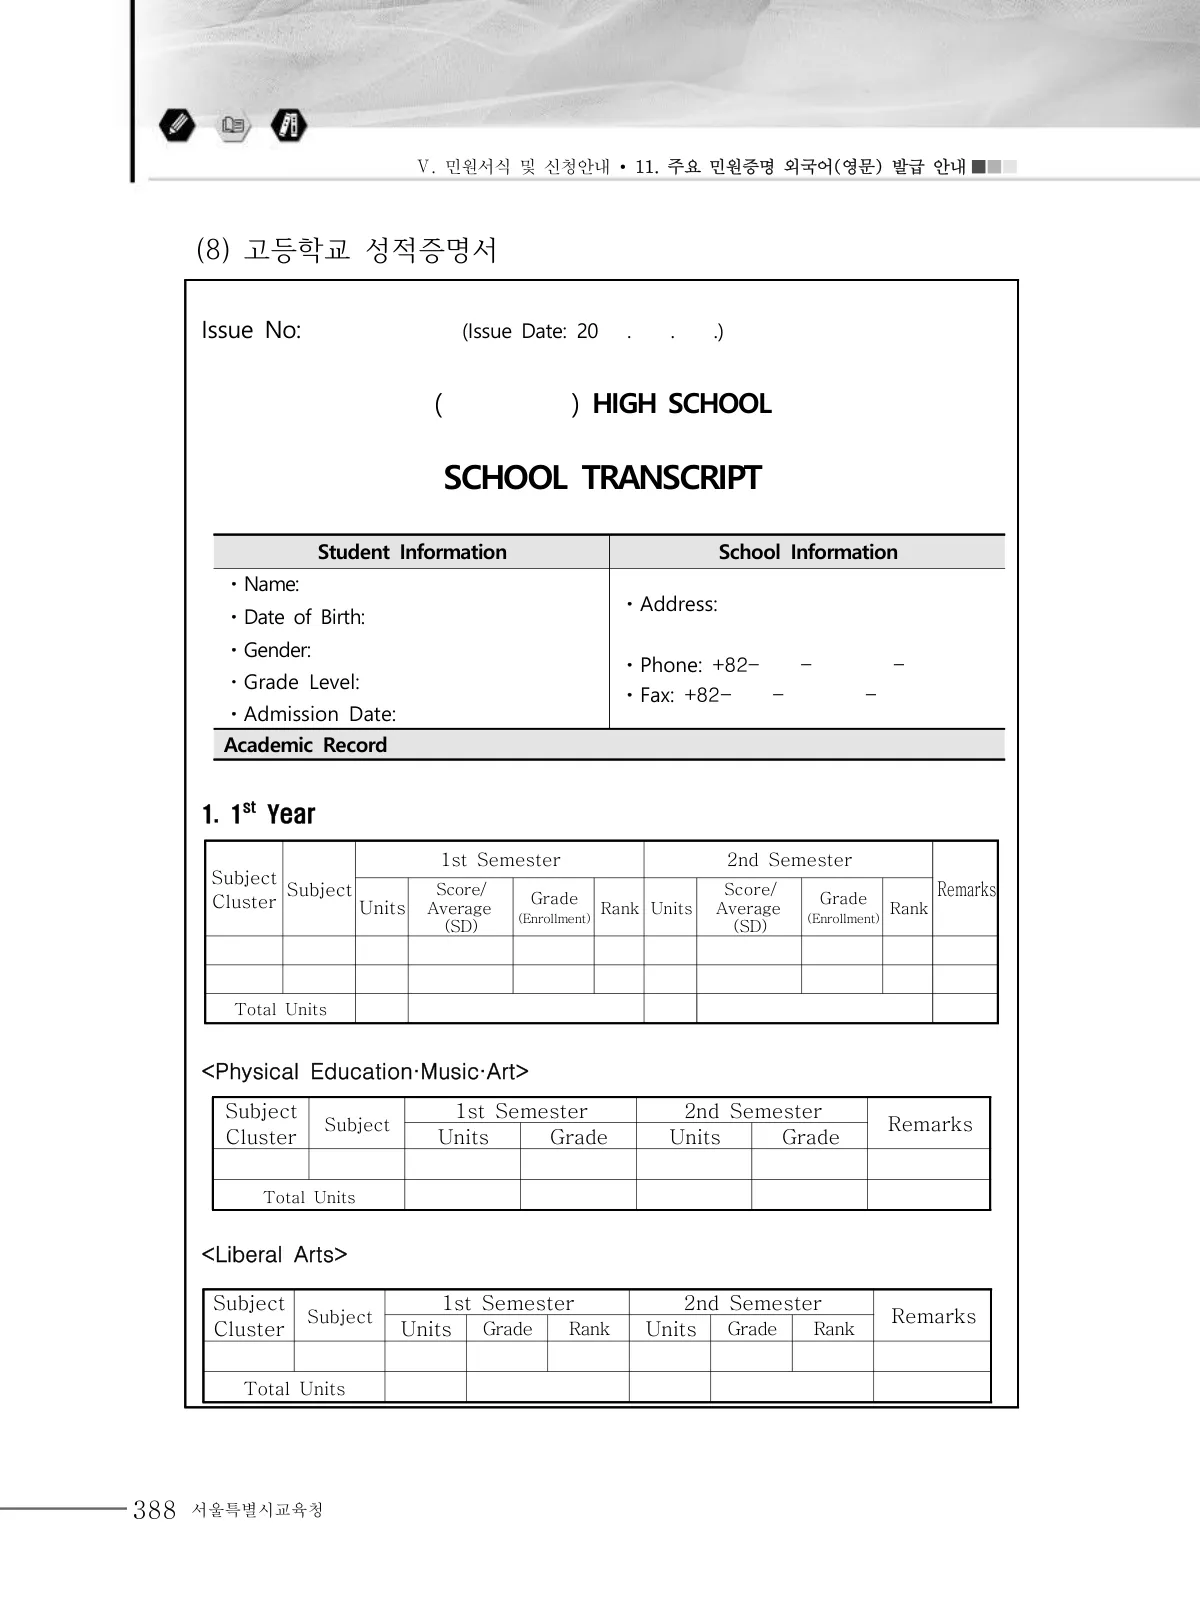 Ⅴ. 민원서식 및 신청안내 • 11. 주요 민원증명 외국어(영문) 발급 안내
(8) 고등학교 성적증명서
Issue No: (Issue Date: 20 . . .)
( ) HIGH SCHOOL
SCHOOL TRANSCRIPT
Student Information School Information
・Name:
・Date of Birth:
・Gender:
・Grade Level:
・Admission Date:
・Address:
・Phone: +82- - -
・Fax: +82- - -
Academic Record
1. 1st Year
Subject Cluster Subject 1st Semester 2nd Semester Remarks
Units Score/ Average (SD) Grade (Enrollment) Rank Units Score/ Average (SD) Grade (Enrollment) Rank
Total Units
<Physical Education·Music·Art>
Subject Cluster Subject 1st Semester 2nd Semester Remarks
Units Grade Units Grade
Total Units
<Liberal Arts>
Subject Cluster Subject 1st Semester 2nd Semester Remarks
Units Grade Rank Units Grade Rank
Total Units
388 서울특별시교육청